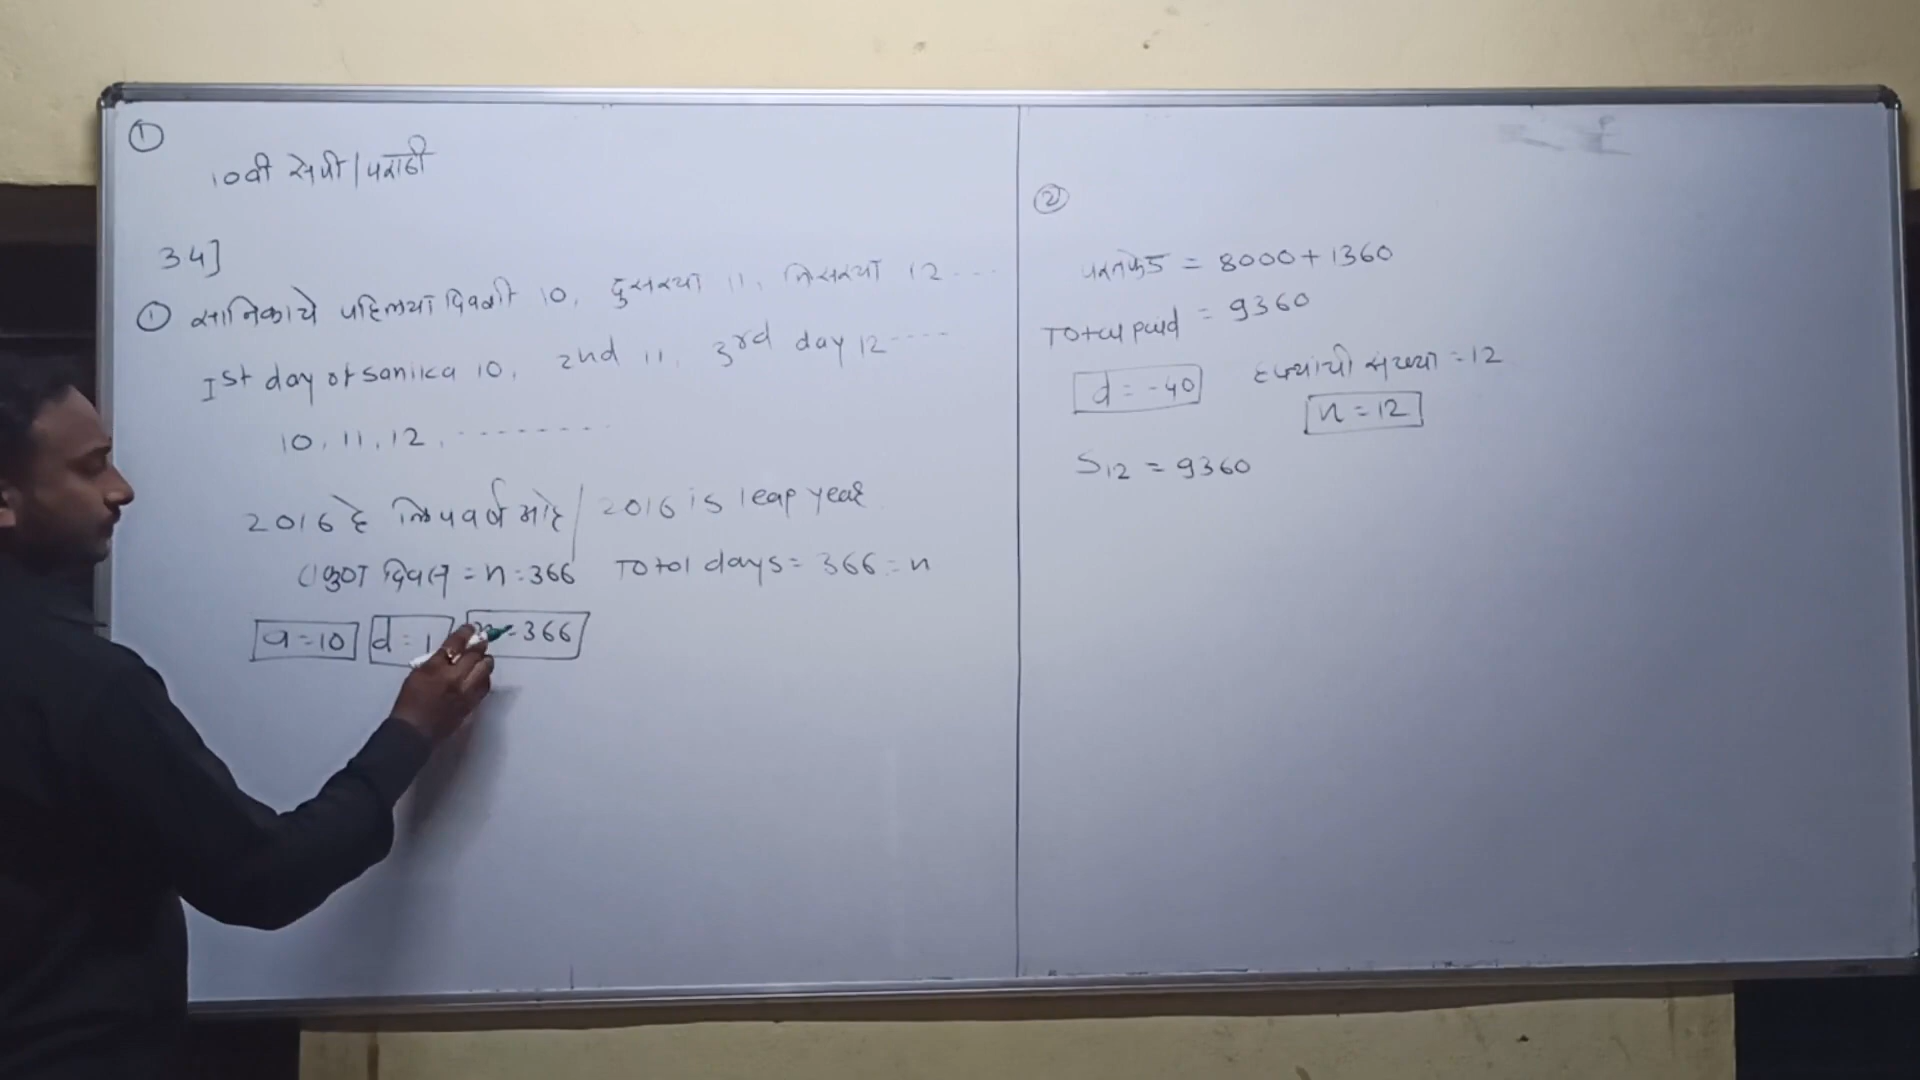 ①
10वी सेमी/मराठी
34]
① सानिकाचे पहिल्या दिवशी 10, दुसऱ्या 11, तिसऱ्या 12 ---
Ist day of sanika 10, 2nd 11, 3rd day 12 ----
10, 11, 12, --------
2016 हे लिपवर्ष आहे / 2016 is leap year
एकुण दिवस = n = 366 Total days = 366 = n
a = 10 d = 1 = 366
②
परतफेड = 8000 + 1360
Total paid = 9360
d = -40 हप्त्यांची संख्या = 12
n = 12
S12 = 9360